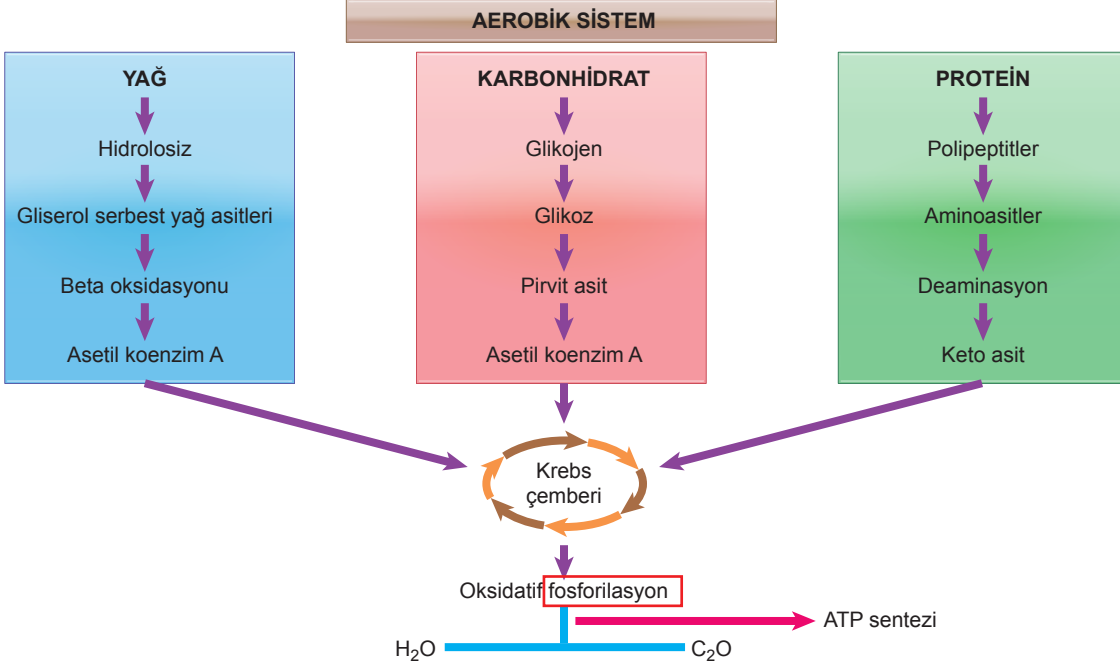 AEROBİK SİSTEM
YAĞ
Hidrolosiz
Gliserol serbest yağ asitleri
Beta oksidasyonu
Asetil koenzim A
KARBONHİDRAT
Glikojen
Glikoz
Pirvit asit
Asetil koenzim A
PROTEİN
Polipeptitler
Aminoasitler
Deaminasyon
Keto asit
Krebs
çemberi
Oksidatif fosforilasyon
ATP sentezi
H₂O
C₂O